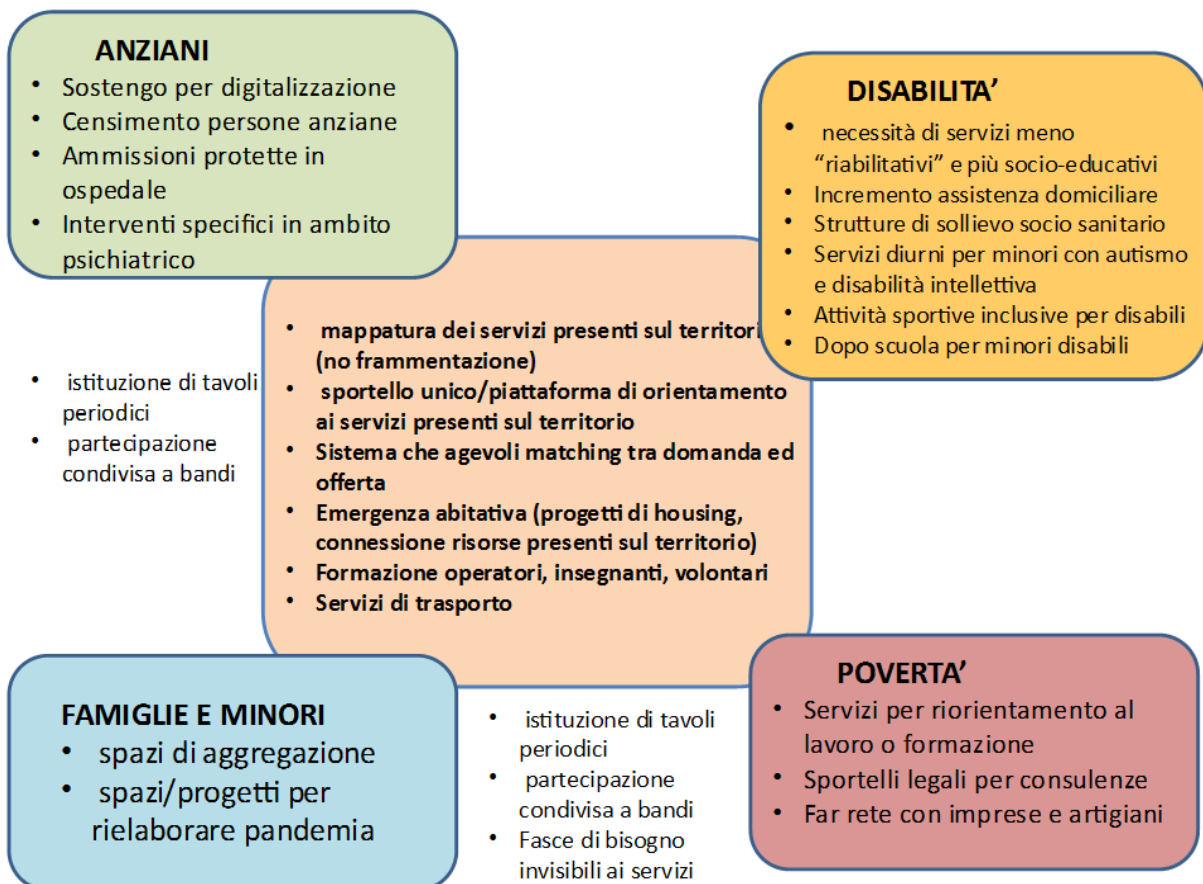 ANZIANI
• Sostengo per digitalizzazione
• Censimento persone anziane
• Ammissioni protette in
ospedale
• Interventi specifici in ambito
psichiatrico
DISABILITA’
• necessità di servizi meno
“riabilitativi” e più socio-educativi
• Incremento assistenza domiciliare
• Strutture di sollievo socio sanitario
• Servizi diurni per minori con autismo
e disabilità intellettiva
• Attività sportive inclusive per disabili
• Dopo scuola per minori disabili
• istituzione di tavoli
periodici
• partecipazione
condivisa a bandi
• mappatura dei servizi presenti sul territori
(no frammentazione)
• sportello unico/piattaforma di orientamento
ai servizi presenti sul territorio
• Sistema che agevoli matching tra domanda ed
offerta
• Emergenza abitativa (progetti di housing,
connessione risorse presenti sul territorio)
• Formazione operatori, insegnanti, volontari
• Servizi di trasporto
FAMIGLIE E MINORI
• spazi di aggregazione
• spazi/progetti per
rielaborare pandemia
• istituzione di tavoli
periodici
• partecipazione
condivisa a bandi
• Fasce di bisogno
invisibili ai servizi
POVERTA’
• Servizi per riorientamento al
lavoro o formazione
• Sportelli legali per consulenze
• Far rete con imprese e artigiani